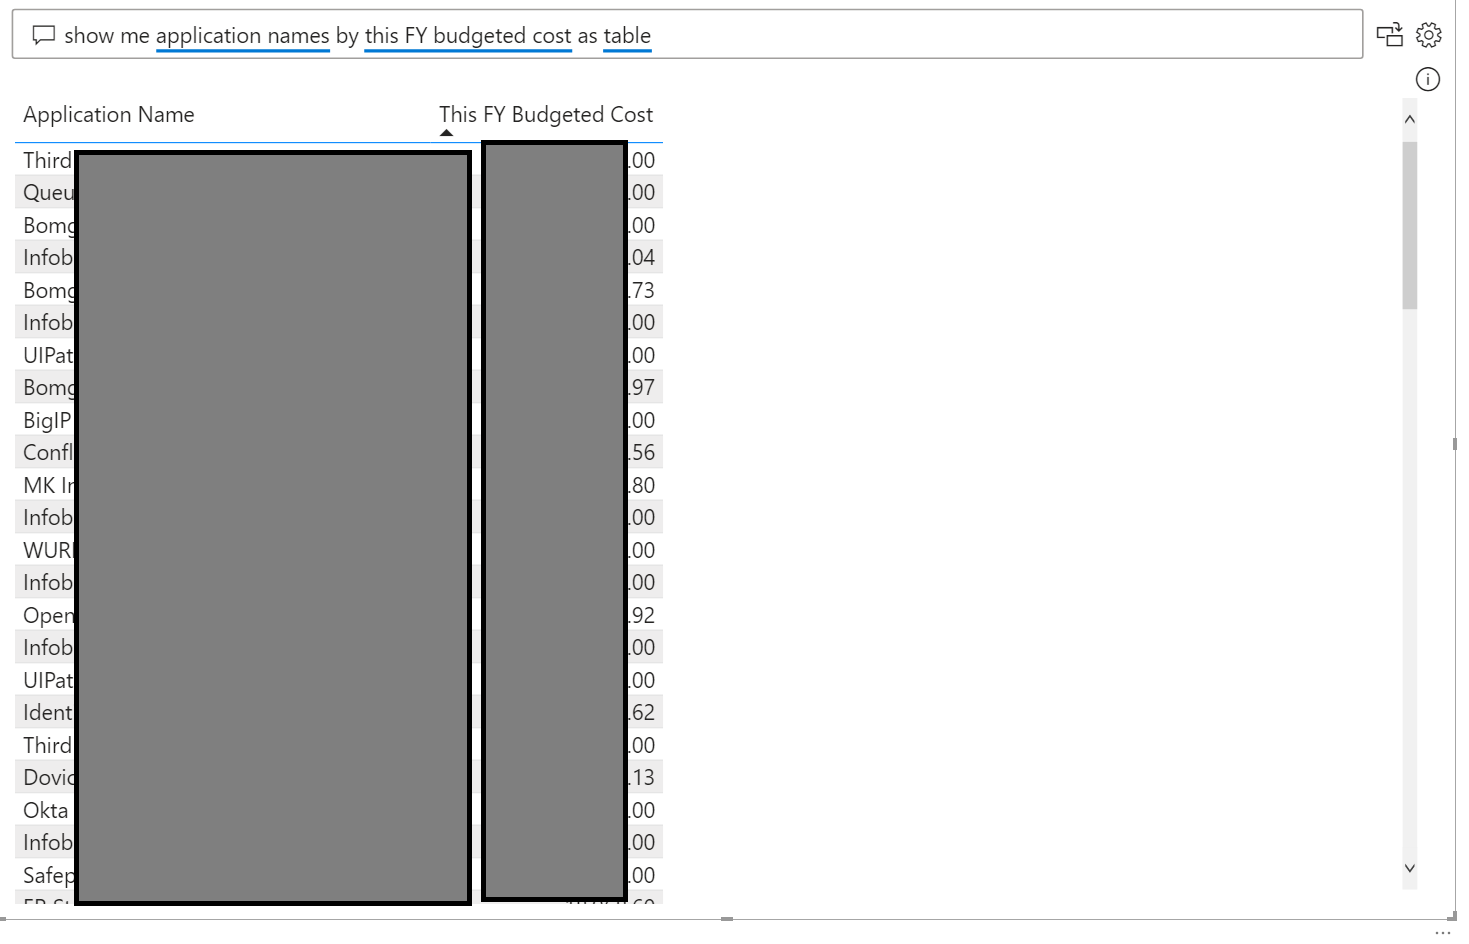 show me application names by this FY budgeted cost as table
Application Name This FY Budgeted Cost
Third .00
Queu .00
Bomg .00
Infob .04
Bomg .73
Infob .00
UIPat .00
Bomg .97
BigIP .00
Confl .56
MK .80
Infob .00
.00
Infob .00
Open .92
Infob .00
UIPat .00
Ident .62
Third .00
Dovic .13
Okta .00
Infob .00
Safep .00